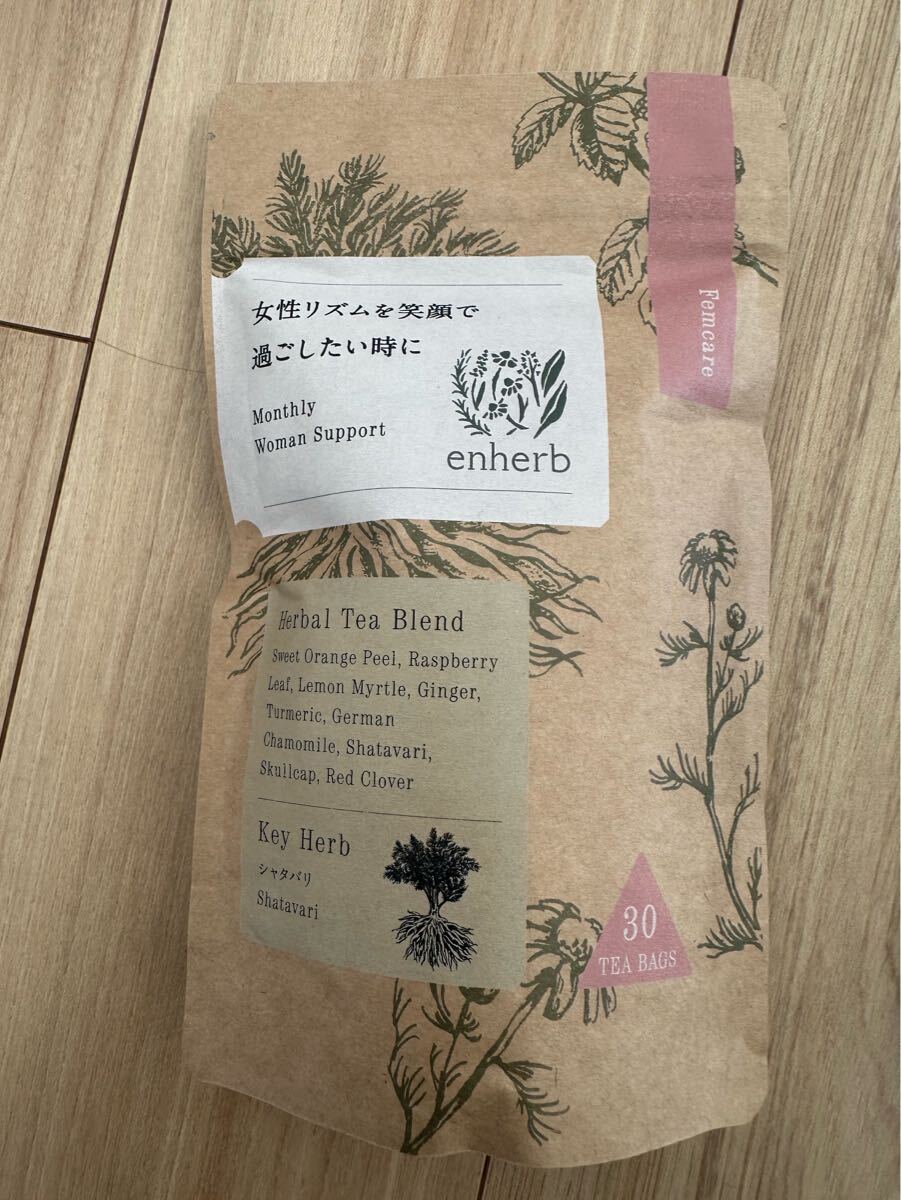 Femcare
女性リズムを笑顔で
過ごしたい時に
Monthly
Woman Support
enherb
Herbal Tea Blend
Sweet Orange Peel, Raspberry
Leaf, Lemon Myrtle, Ginger,
Turmeric, German
Chamomile, Shatavari,
Skullcap, Red Clover
Key Herb
シャタバリ
Shatavari
30
TEA BAGS